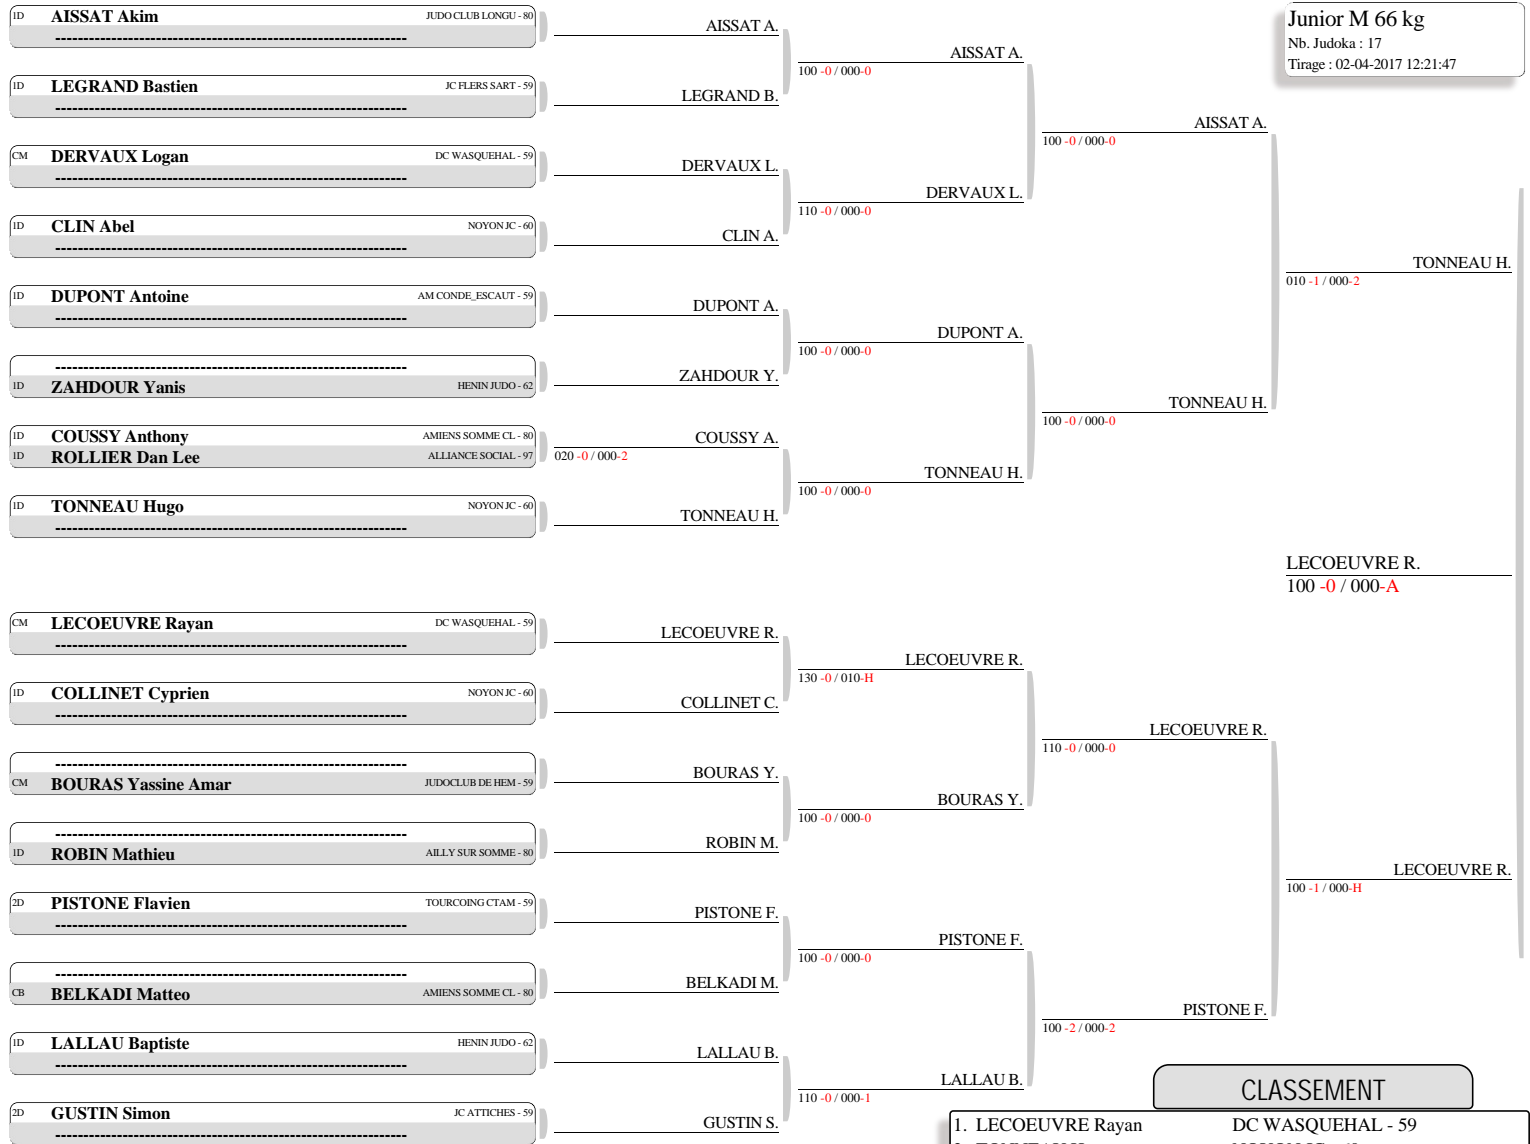 Junior M 66 kg
Nb. Judoka : 17
Tirage : 02-04-2017 12:21:47
1D AISSAT Akim JUDO CLUB LONGU - 80
------------------------------------------------------------
1D LEGRAND Bastien JC FLERS SART - 59
------------------------------------------------------------
CM DERVAUX Logan DC WASQUEHAL - 59
------------------------------------------------------------
1D CLIN Abel NOYON JC - 60
------------------------------------------------------------
1D DUPONT Antoine AM CONDE_ESCAUT - 59
------------------------------------------------------------
------------------------------------------------------------
1D ZAHDOUR Yanis HENIN JUDO - 62
1D COUSSY Anthony AMIENS SOMME CL - 80
1D ROLLIER Dan Lee ALLIANCE SOCIAL - 97
1D TONNEAU Hugo NOYON JC - 60
------------------------------------------------------------
CM LECOEUVRE Rayan DC WASQUEHAL - 59
------------------------------------------------------------
1D COLLINET Cyprien NOYON JC - 60
------------------------------------------------------------
------------------------------------------------------------
CM BOURAS Yassine Amar JUDOCLUB DE HEM - 59
------------------------------------------------------------
1D ROBIN Mathieu AILLY SUR SOMME - 80
2D PISTONE Flavien TOURCOING CTAM - 59
------------------------------------------------------------
------------------------------------------------------------
CB BELKADI Matteo AMIENS SOMME CL - 80
1D LALLAU Baptiste HENIN JUDO - 62
------------------------------------------------------------
2D GUSTIN Simon JC ATTICHES - 59
------------------------------------------------------------
AISSAT A.
LEGRAND B.
DERVAUX L.
CLIN A.
DUPONT A.
ZAHDOUR Y.
COUSSY A.
020 -0 / 000-2
TONNEAU H.
LECOEUVRE R.
COLLINET C.
BOURAS Y.
ROBIN M.
PISTONE F.
BELKADI M.
LALLAU B.
GUSTIN S.
AISSAT A.
100 -0 / 000-0
DERVAUX L.
110 -0 / 000-0
DUPONT A.
100 -0 / 000-0
TONNEAU H.
100 -0 / 000-0
LECOEUVRE R.
130 -0 / 010-H
BOURAS Y.
100 -0 / 000-0
PISTONE F.
100 -0 / 000-0
LALLAU B.
110 -0 / 000-1
AISSAT A.
100 -0 / 000-0
TONNEAU H.
100 -0 / 000-0
LECOEUVRE R.
110 -0 / 000-0
PISTONE F.
100 -2 / 000-2
TONNEAU H.
010 -1 / 000-2
LECOEUVRE R.
100 -0 / 000-A
LECOEUVRE R.
100 -1 / 000-H
CLASSEMENT
1. LECOEUVRE Rayan DC WASQUEHAL - 59